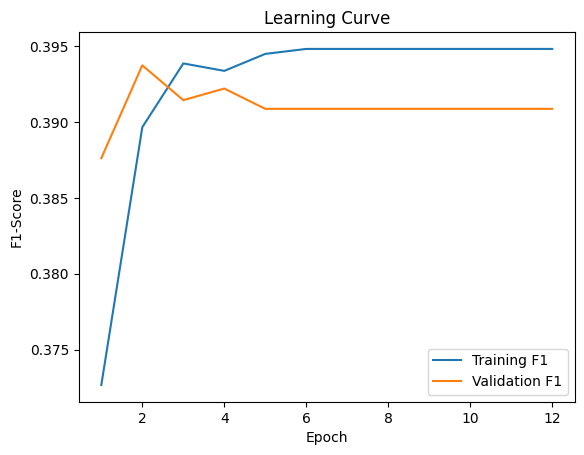 Learning Curve
0.395
0.390
0.385
0.380
0.375
F1-Score
2
4
6
8
10
12
Epoch
Training F1
Validation F1